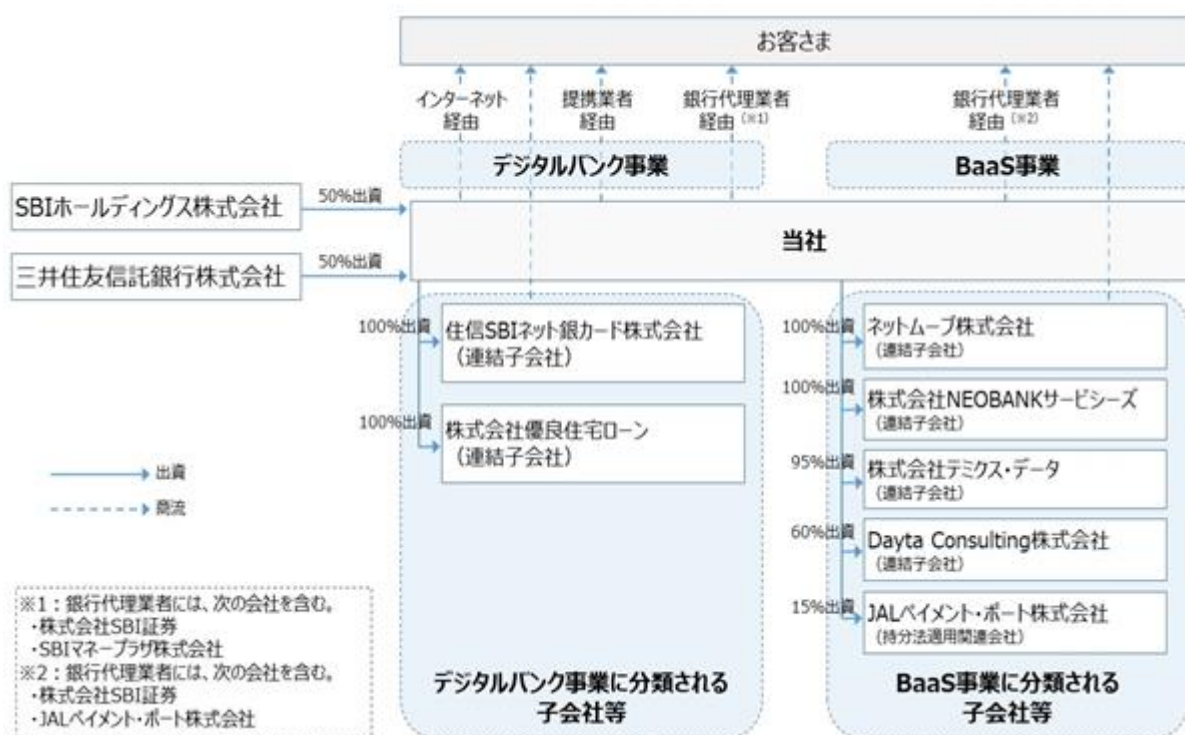 お客さま
インターネット
経由
提携業者
経由
銀行代理業者
経由(※1)
銀行代理業者
経由(※2)
デジタルバンク事業
BaaS事業
SBIホールディングス株式会社
50%出資
三井住友信託銀行株式会社
50%出資
当社
100%出資
住信SBIネット銀カード株式会社
(連結子会社)
100%出資
株式会社優良住宅ローン
(連結子会社)
デジタルバンク事業に分類される
子会社等
100%出資
ネットムーブ株式会社
(連結子会社)
100%出資
株式会社NEOBANKサービシーズ
(連結子会社)
95%出資
株式会社テミクス・データ
(連結子会社)
60%出資
Dayta Consulting株式会社
(連結子会社)
15%出資
JALペイメント・ポート株式会社
(持分法適用関連会社)
BaaS事業に分類される
子会社等
出資
商流
※1:銀行代理業者には、次の会社を含む。
・株式会社SBI証券
・SBIマネープラザ株式会社
※2:銀行代理業者には、次の会社を含む。
・株式会社SBI証券
・JALペイメント・ポート株式会社